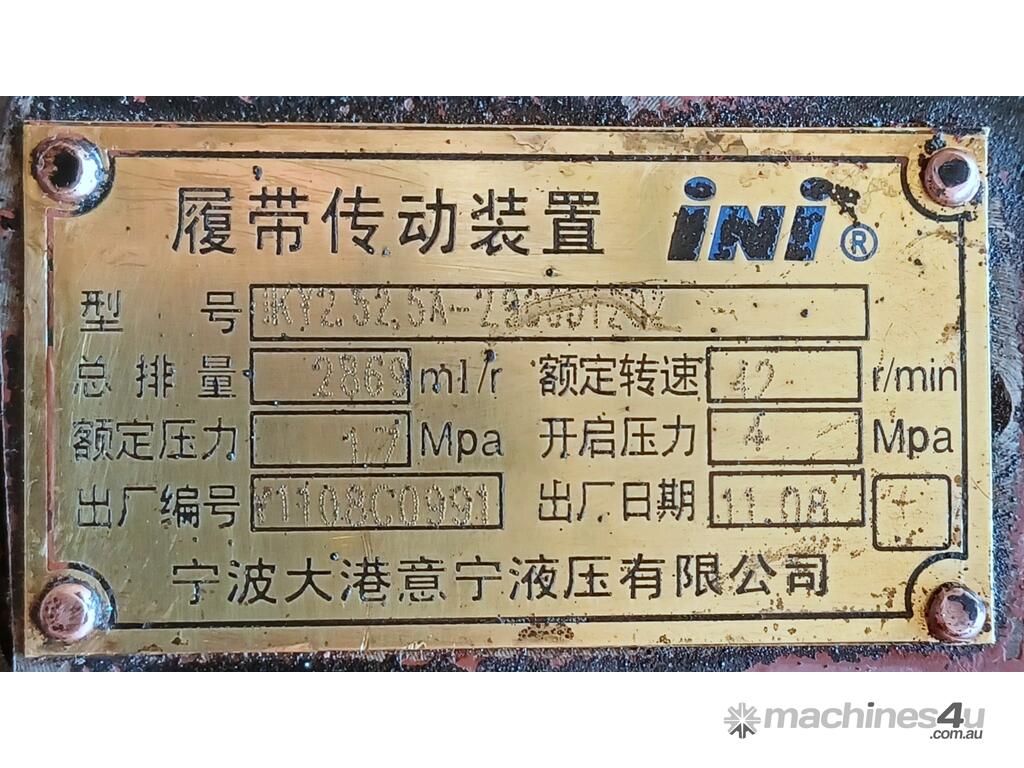 履带传动装置 iNi ®
型 号
总排量 2869 ml/r 额定转速 42 r/min
额定压力 17 Mpa 开启压力 4 Mpa
出厂编号 Y1108C0991 出厂日期 11.08
宁波大港意宁液压有限公司
machines4u
.com.au